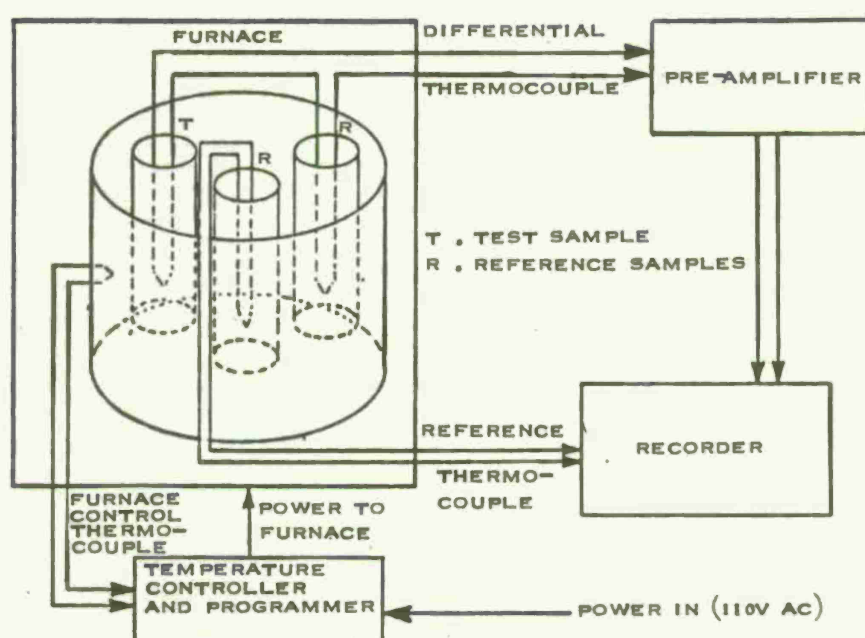 FURNACE
DIFFERENTIAL
THERMOCOUPLE
PRE-AMPLIFIER
T
R
R
T . TEST SAMPLE
R . REFERENCE SAMPLES
REFERENCE
THERMO-
COUPLE
RECORDER
FURNACE
CONTROL
THERMO-
COUPLE
POWER TO
FURNACE
TEMPERATURE
CONTROLLER
AND PROGRAMMER
POWER IN (110V AC)